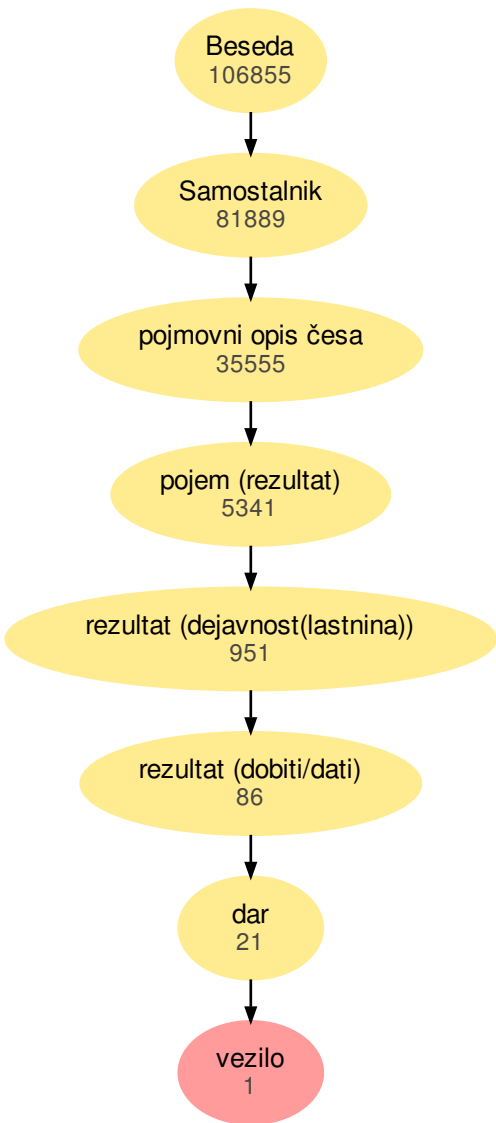 Beseda
106855
Samostalnik
81889
pojmovni opis česa
35555
pojem (rezultat)
5341
rezultat (dejavnost(lastnina))
951
rezultat (dobiti/dati)
86
dar
21
vezilo
1